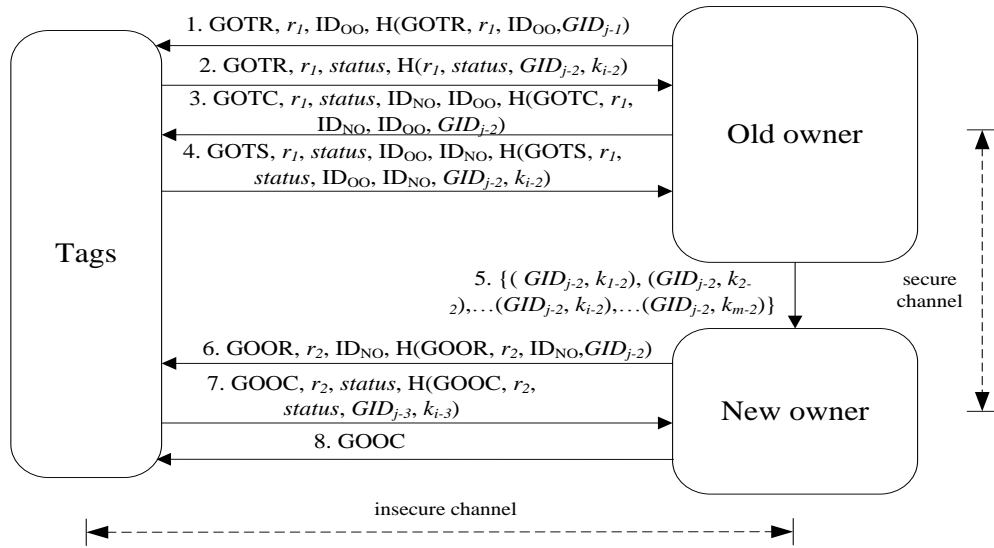 1. GOTR, r1, IDOO, H(GOTR, r1, IDOO,GIDj-1)
2. GOTR, r1, status, H(r1, status, GIDj-2, ki-2)
3. GOTC, r1, status, IDNO, IDOO, H(GOTC, r1,
IDNO, IDOO, GIDj-2)
4. GOTS, r1, status, IDOO, IDNO, H(GOTS, r1,
status, IDOO, IDNO, GIDj-2, ki-2)
Old owner
Tags
5. {( GIDj-2, k1-2), (GIDj-2, k2-
2),…(GIDj-2, ki-2),…(GIDj-2, km-2)}
secure
channel
6. GOOR, r2, IDNO, H(GOOR, r2, IDNO,GIDj-2)
7. GOOC, r2, status, H(GOOC, r2,
status, GIDj-3, ki-3)
8. GOOC
New owner
insecure channel